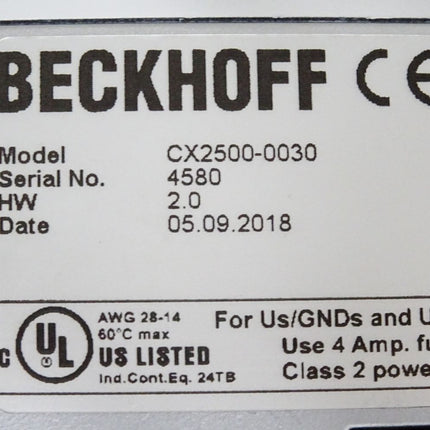 BECKHOFF CE
Model CX2500-0030
Serial No. 4580
HW 2.0
Date 05.09.2018
AWG 28-14
60°C max
c UL US LISTED
Ind.Cont.Eq. 24TB
For Us/GNDs and U
Use 4 Amp. fu
Class 2 powe